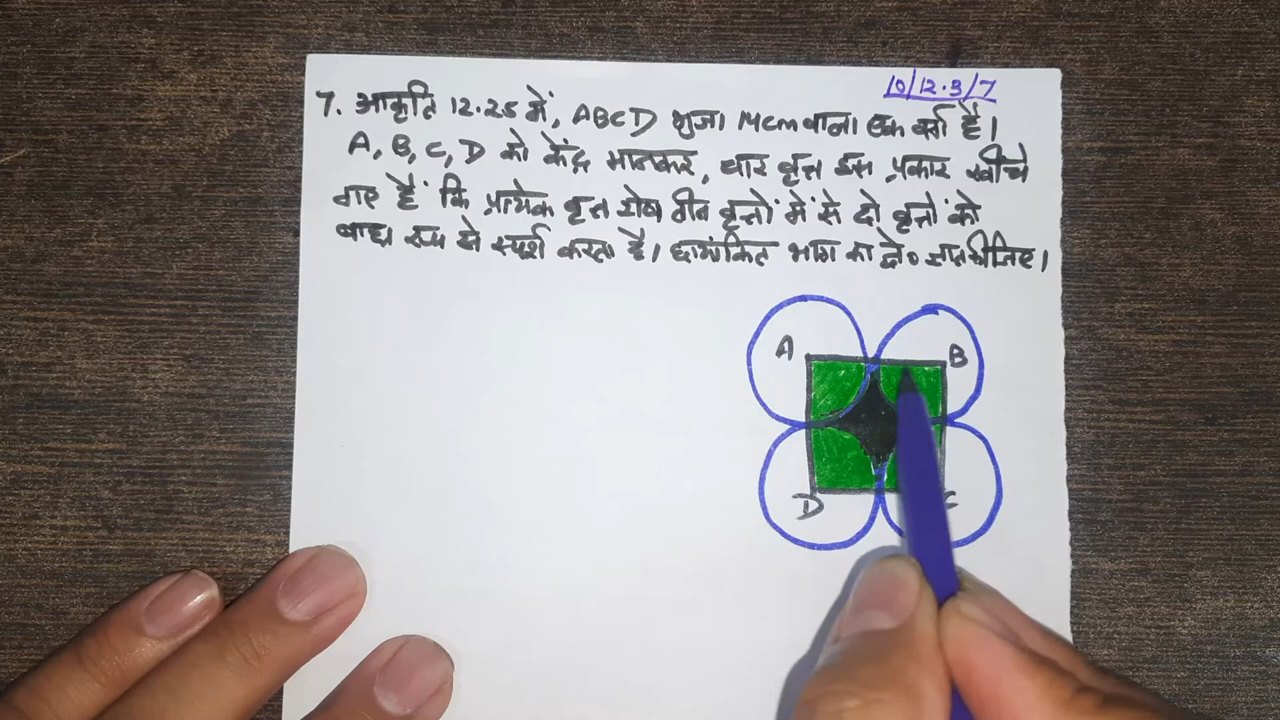 10/12.3/7
7. आकृति 12.25 में, ABCD भुजा 14cm वाला एक वर्ग है।
A, B, C, D को केंद्र मानकर, चार वृत्त इस प्रकार खींचे
गए हैं कि प्रत्येक वृत्त शेष तीन वृत्तों में से दो वृत्तों को
बाह्य रूप से स्पर्श करता है। छायांकित भाग का क्षे० ज्ञात कीजिए।
A B
D C